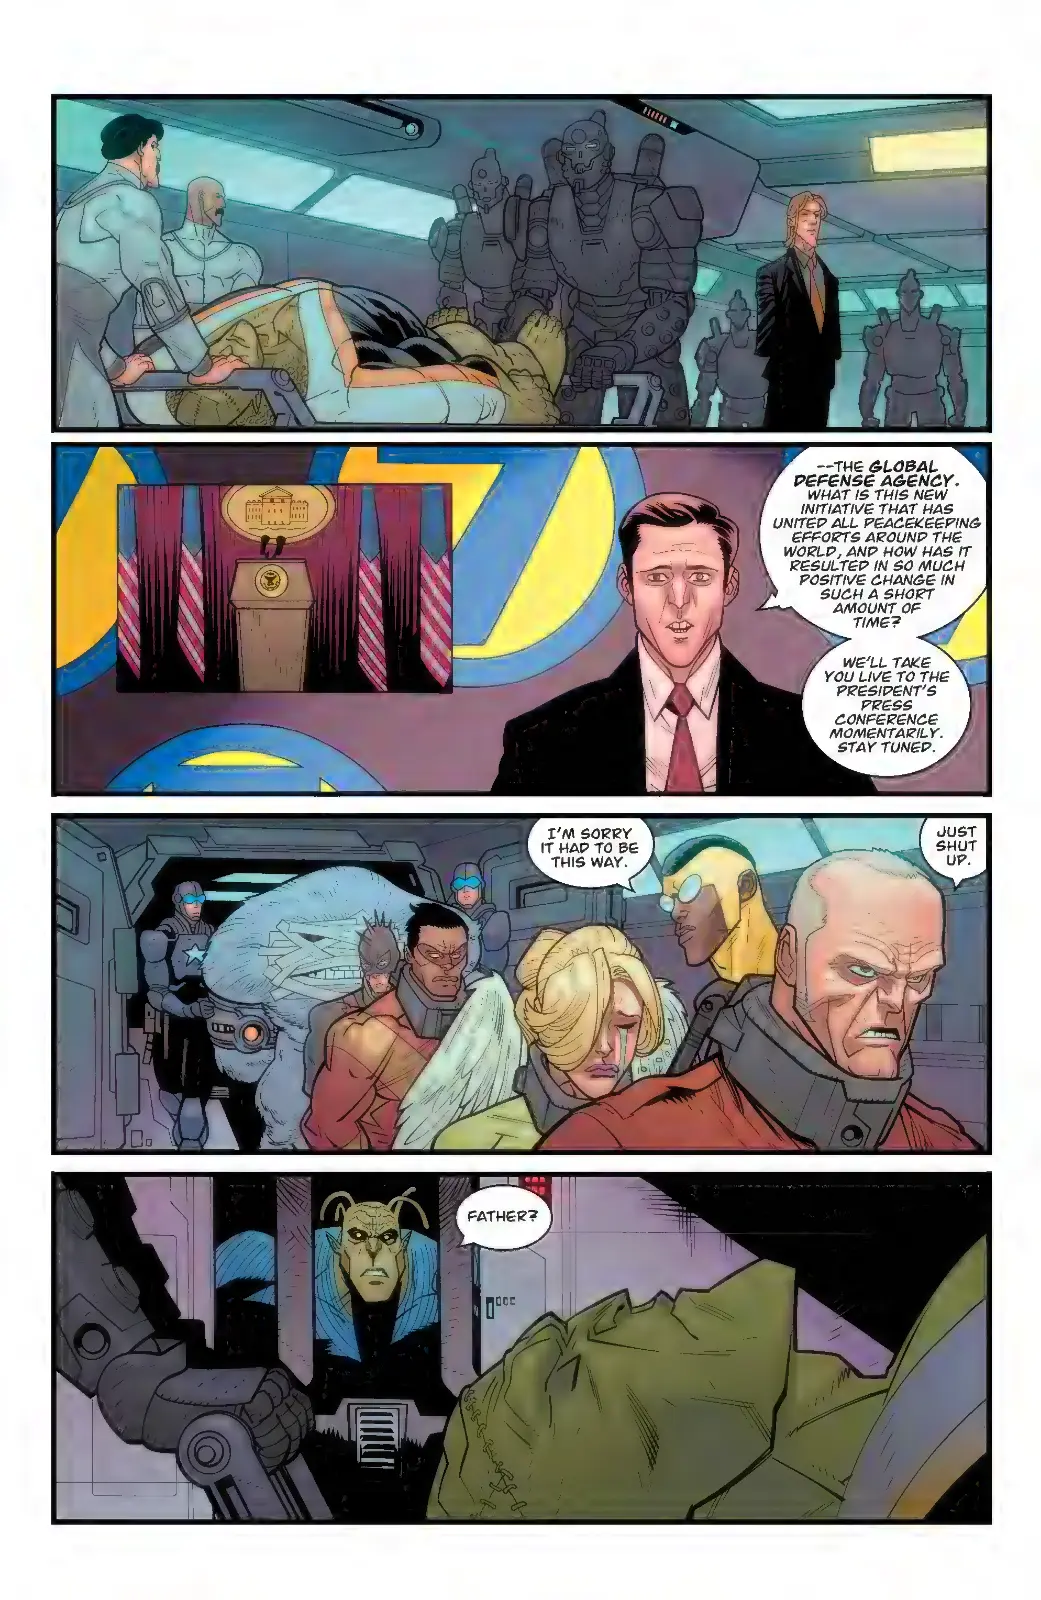 --THE GLOBAL
DEFENSE AGENCY.
WHAT IS THIS NEW
INITIATIVE THAT HAS
UNITED ALL PEACEKEEPING
EFFORTS AROUND THE
WORLD, AND HOW HAS IT
RESULTED IN SO MUCH
POSITIVE CHANGE IN
SUCH A SHORT
AMOUNT OF
TIME?
WE'LL TAKE
YOU LIVE TO THE
PRESIDENT'S
PRESS
CONFERENCE
MOMENTARILY.
STAY TUNED.
I'M SORRY
IT HAD TO BE
THIS WAY.
JUST
SHUT
UP.
FATHER?